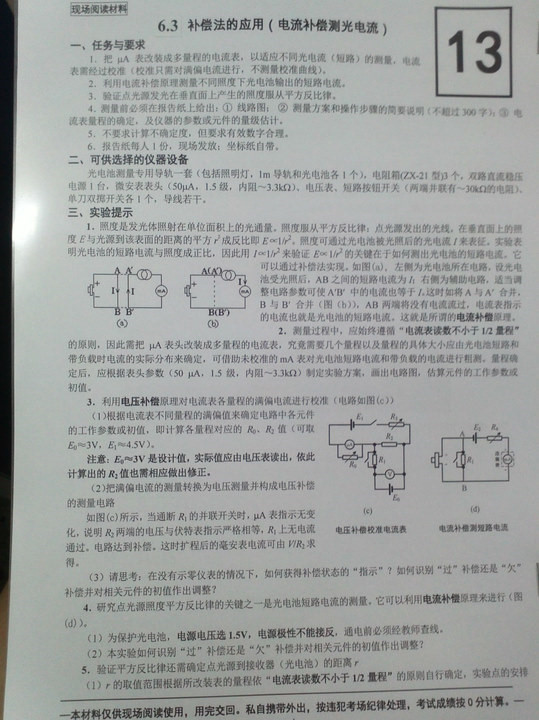 现场阅读材料
6.3 补偿法的应用（电流补偿测光电流）
13
一、任务与要求
1. 把 μA 表改装成多量程的电流表，以适应不同光电流（短路）的测量。电流
表需经过校准（校准只需对满偏电流进行，不测量校准曲线）。
2. 利用电流补偿原理测量不同照度下光电池输出的短路电流。
3. 验证点光源发光在垂直面上产生的照度服从平方反比律。
4. 测量前必须在报告纸上给出：① 线路图；② 测量方案和操作步骤的简要说明（不超过 300 字）；③ 电
流表量程的确定，及仪器的参数或元件的量级估计。
5. 不要求计算不确定度，但要求有效数字合理。
6. 报告纸每人 1 份，现场发放；坐标纸自带。
二、可供选择的仪器设备
光电池测量专用导轨一套（包括照明灯，1m 导轨和光电池各 1 个），电阻箱(ZX-21 型)3 个，双路直流稳压
电源 1 台，微安表表头（50μA，1.5 级，内阻～3.3kΩ）、电压表、短路按钮开关（两端并联有～30kΩ的电阻）、
单刀双掷开关各 1 个，导线若干。
三、实验提示
1. 照度是发光体照射在单位面积上的光通量。照度服从平方反比律：点光源发出的光线，在垂直面上的照
度 E 与光源到该表面的距离的平方 r²成反比即 E∝1/r²。照度可通过光电池被光照后的光电流 I 来表征。实验表
明光电池的短路电流与照度成正比，因此用 I∝1/r² 来验证 E∝1/r² 的关键在于如何测出光电池的短路电流。它
可以通过补偿法实现。如图(a)，左侧为光电池所在电路，设光电
池受光照后，AB 之间的短路电流为 I；右侧为辅助电路，适当调
整电路参数可使 A'B' 中的电流也等于 I，这时如将 A 与 A' 合并，
B 与 B' 合并（图 (b)），AB 两端将没有电流流过，电流表指示
的电流也就是光电池的短路电流。这就是所谓的电流补偿原理。
A A' A(A')
I I' mA mA
B B' B(B')
(a) (b)
2. 测量过程中，应始终遵循 "电流表读数不小于 1/2 量程"
的原则，因此需把 μA 表头改装成多量程的电流表，究竟需要几个量程以及量程的具体大小应由光电池短路和
带负载时电流的实际分布来确定，可借助未校准的 mA 表对光电池短路电流和带负载的电流进行粗测。量程确
定后，应根据表头参数（50 μA，1.5 级，内阻～3.3kΩ）制定实验方案，画出电路图，估算元件的工作参数或
初值。
3. 利用电压补偿原理对电流表各量程的满偏电流进行校准（电路如图(c)）
(1)根据电流表不同量程的满偏值来确定电路中各元件
的工作参数或初值，即计算各量程对应的 R₀、R₂ 值（可取
E₀≈3V，E₁≈4.5V）。
注意：E₀≈3V 是设计值，实际值应由电压表读出，依此
计算出的 R₂ 值也需相应做出修正。
(2)把满偏电流的测量转换为电压测量并构成电压补偿
的测量电路
如图(c)所示，当通断 R₁ 的并联开关时，μA 表指示无变
化，说明 R₂ 两端的电压与伏特表指示严格相等，R₁ 上无电流
通过。电路达到补偿。这时扩程后的毫安表电流可由 V/R₂ 求
得。
(c)
电压补偿校准电流表
A
B
(d)
电流补偿测短路电流
(3) 请思考：在没有示零仪表的情况下，如何获得补偿状态的 "指示"？如何识别 "过" 补偿还是 "欠"
补偿并对相关元件的初值作出调整？
4. 研究点光源照度平方反比律的关键之一是光电池短路电流的测量，它可以利用电流补偿原理来进行（图
(d)）。
(1) 为保护光电池，电源电压选 1.5V，电源极性不能接反，通电前必须经教师查线。
(2) 本实验如何识别 "过" 补偿还是 "欠" 补偿并对相关元件的初值作出调整？
5. 验证平方反比律还需确定点光源到接收器（光电池）的距离 r
(1) r 的取值范围根据所改装表的量程依 "电流表读数不小于 1/2 量程" 的原则自行确定，实验点的安排
—本材料仅供现场阅读使用，用完交回。私自携带外出，按违犯考场纪律处理，考试成绩按 0 分计算。—